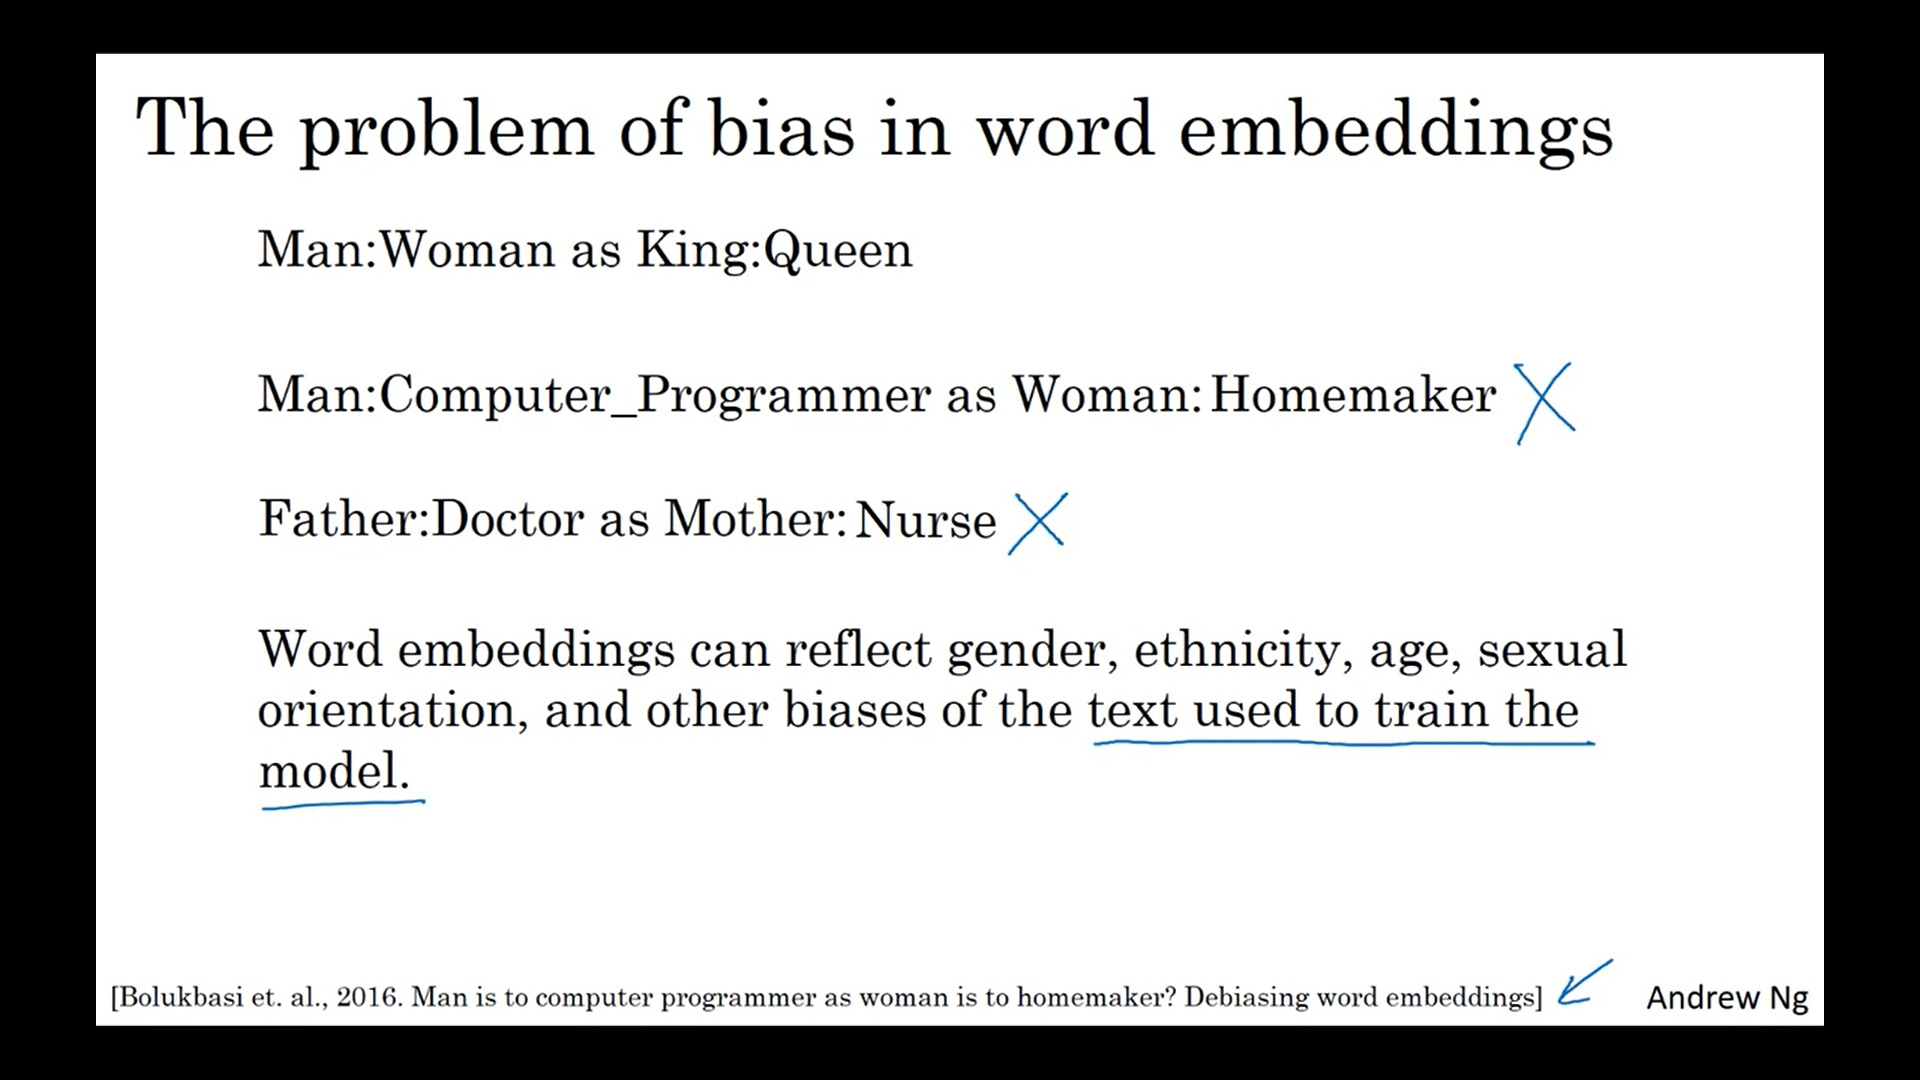 The problem of bias in word embeddings
Man:Woman as King:Queen
Man:Computer_Programmer as Woman:Homemaker
Father:Doctor as Mother:Nurse
Word embeddings can reflect gender, ethnicity, age, sexual
orientation, and other biases of the text used to train the
model.
[Bolukbasi et. al., 2016. Man is to computer programmer as woman is to homemaker? Debiasing word embeddings]
Andrew Ng